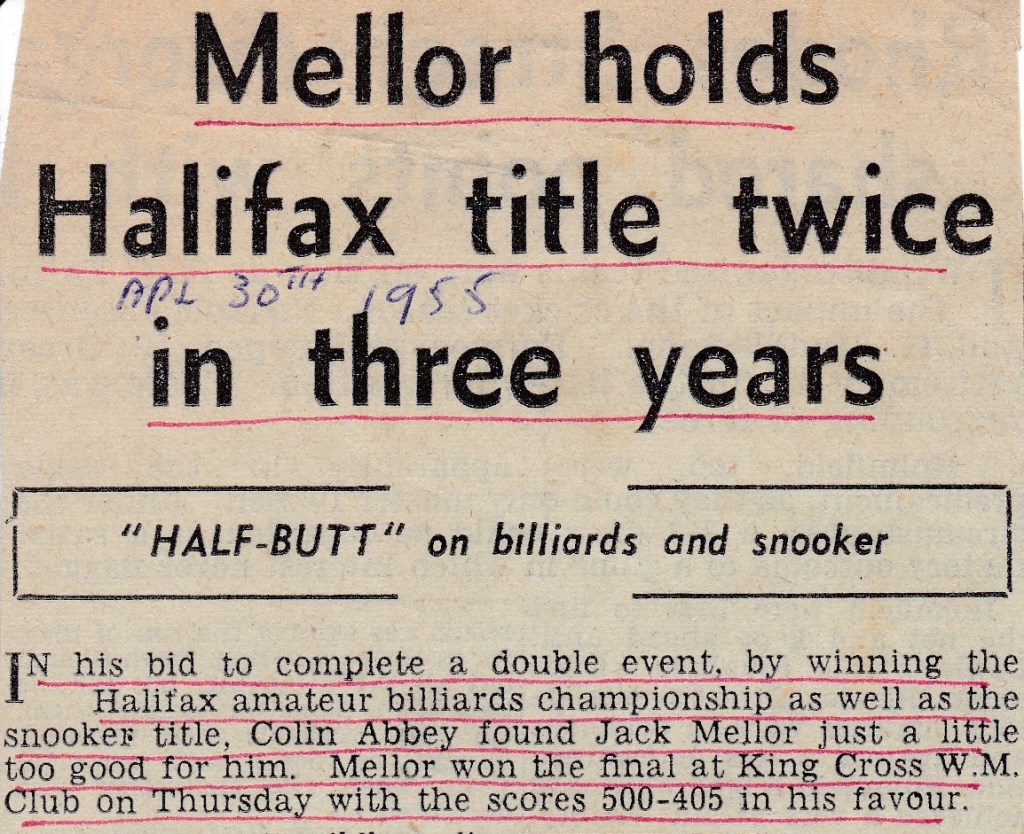 Mellor holds
Halifax title twice
APL 30TH 1955
in three years
"HALF-BUTT" on billiards and snooker
IN his bid to complete a double event, by winning the
Halifax amateur billiards championship as well as the
snooker title, Colin Abbey found Jack Mellor just a little
too good for him. Mellor won the final at King Cross W.M.
Club on Thursday with the scores 500-405 in his favour.